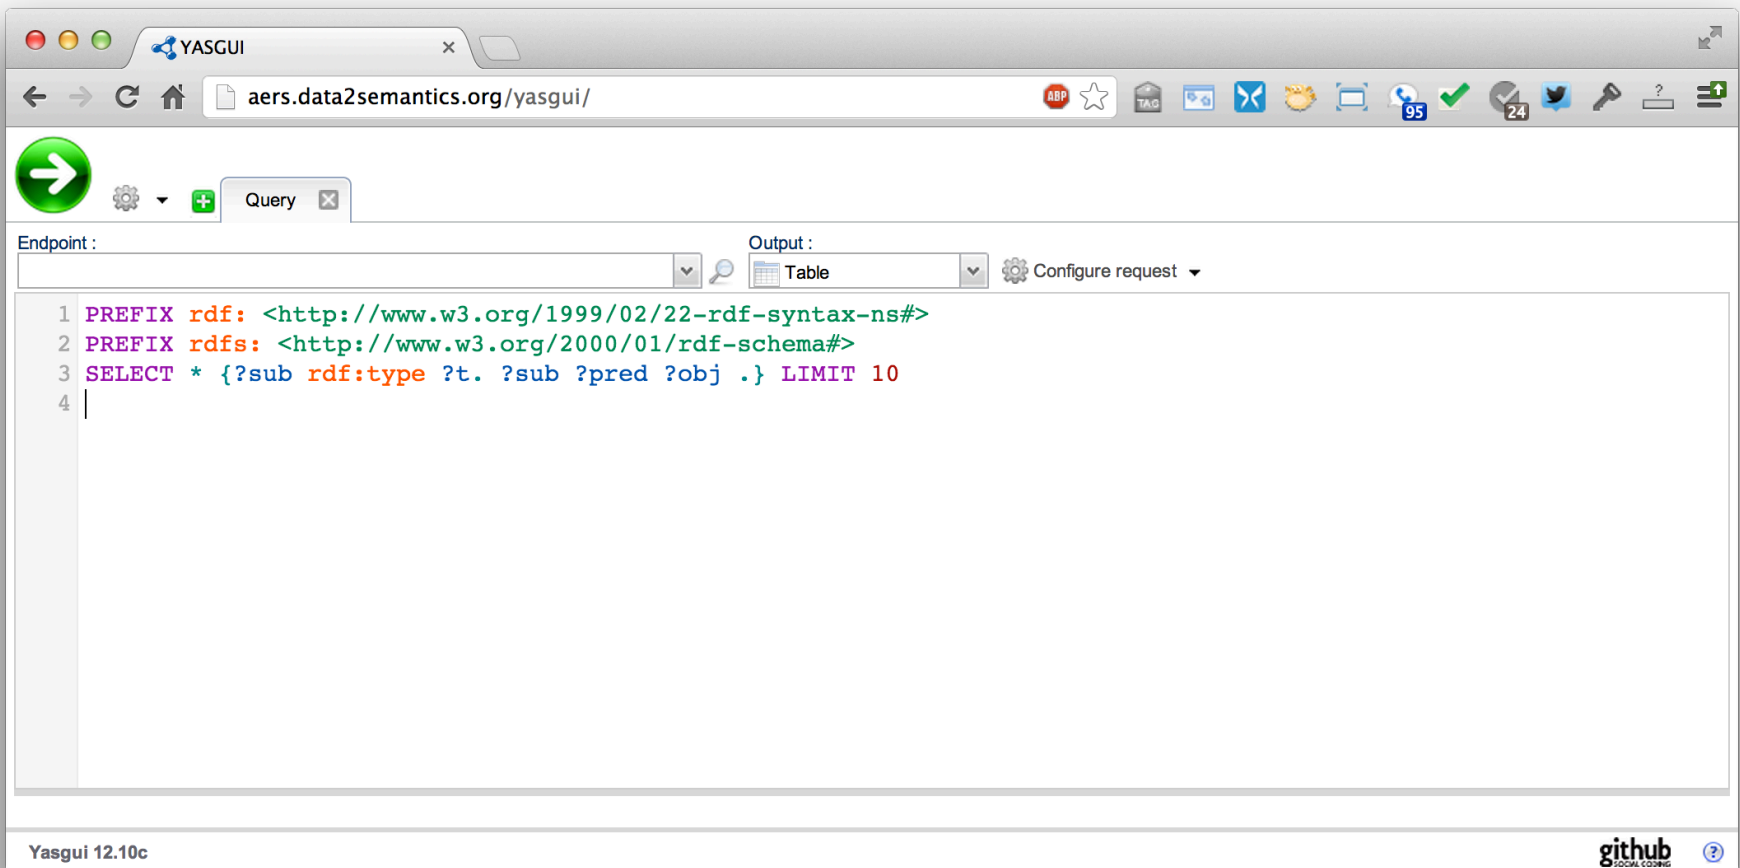 YASGUI
aers.data2semantics.org/yasgui/
ABP
TAG
95
24
?
Query
Endpoint :
Output :
Table
Configure request
1 PREFIX rdf: <http://www.w3.org/1999/02/22-rdf-syntax-ns#>
2 PREFIX rdfs: <http://www.w3.org/2000/01/rdf-schema#>
3 SELECT * {?sub rdf:type ?t. ?sub ?pred ?obj .} LIMIT 10
4
Yasgui 12.10c
github
SOCIAL CODING
?